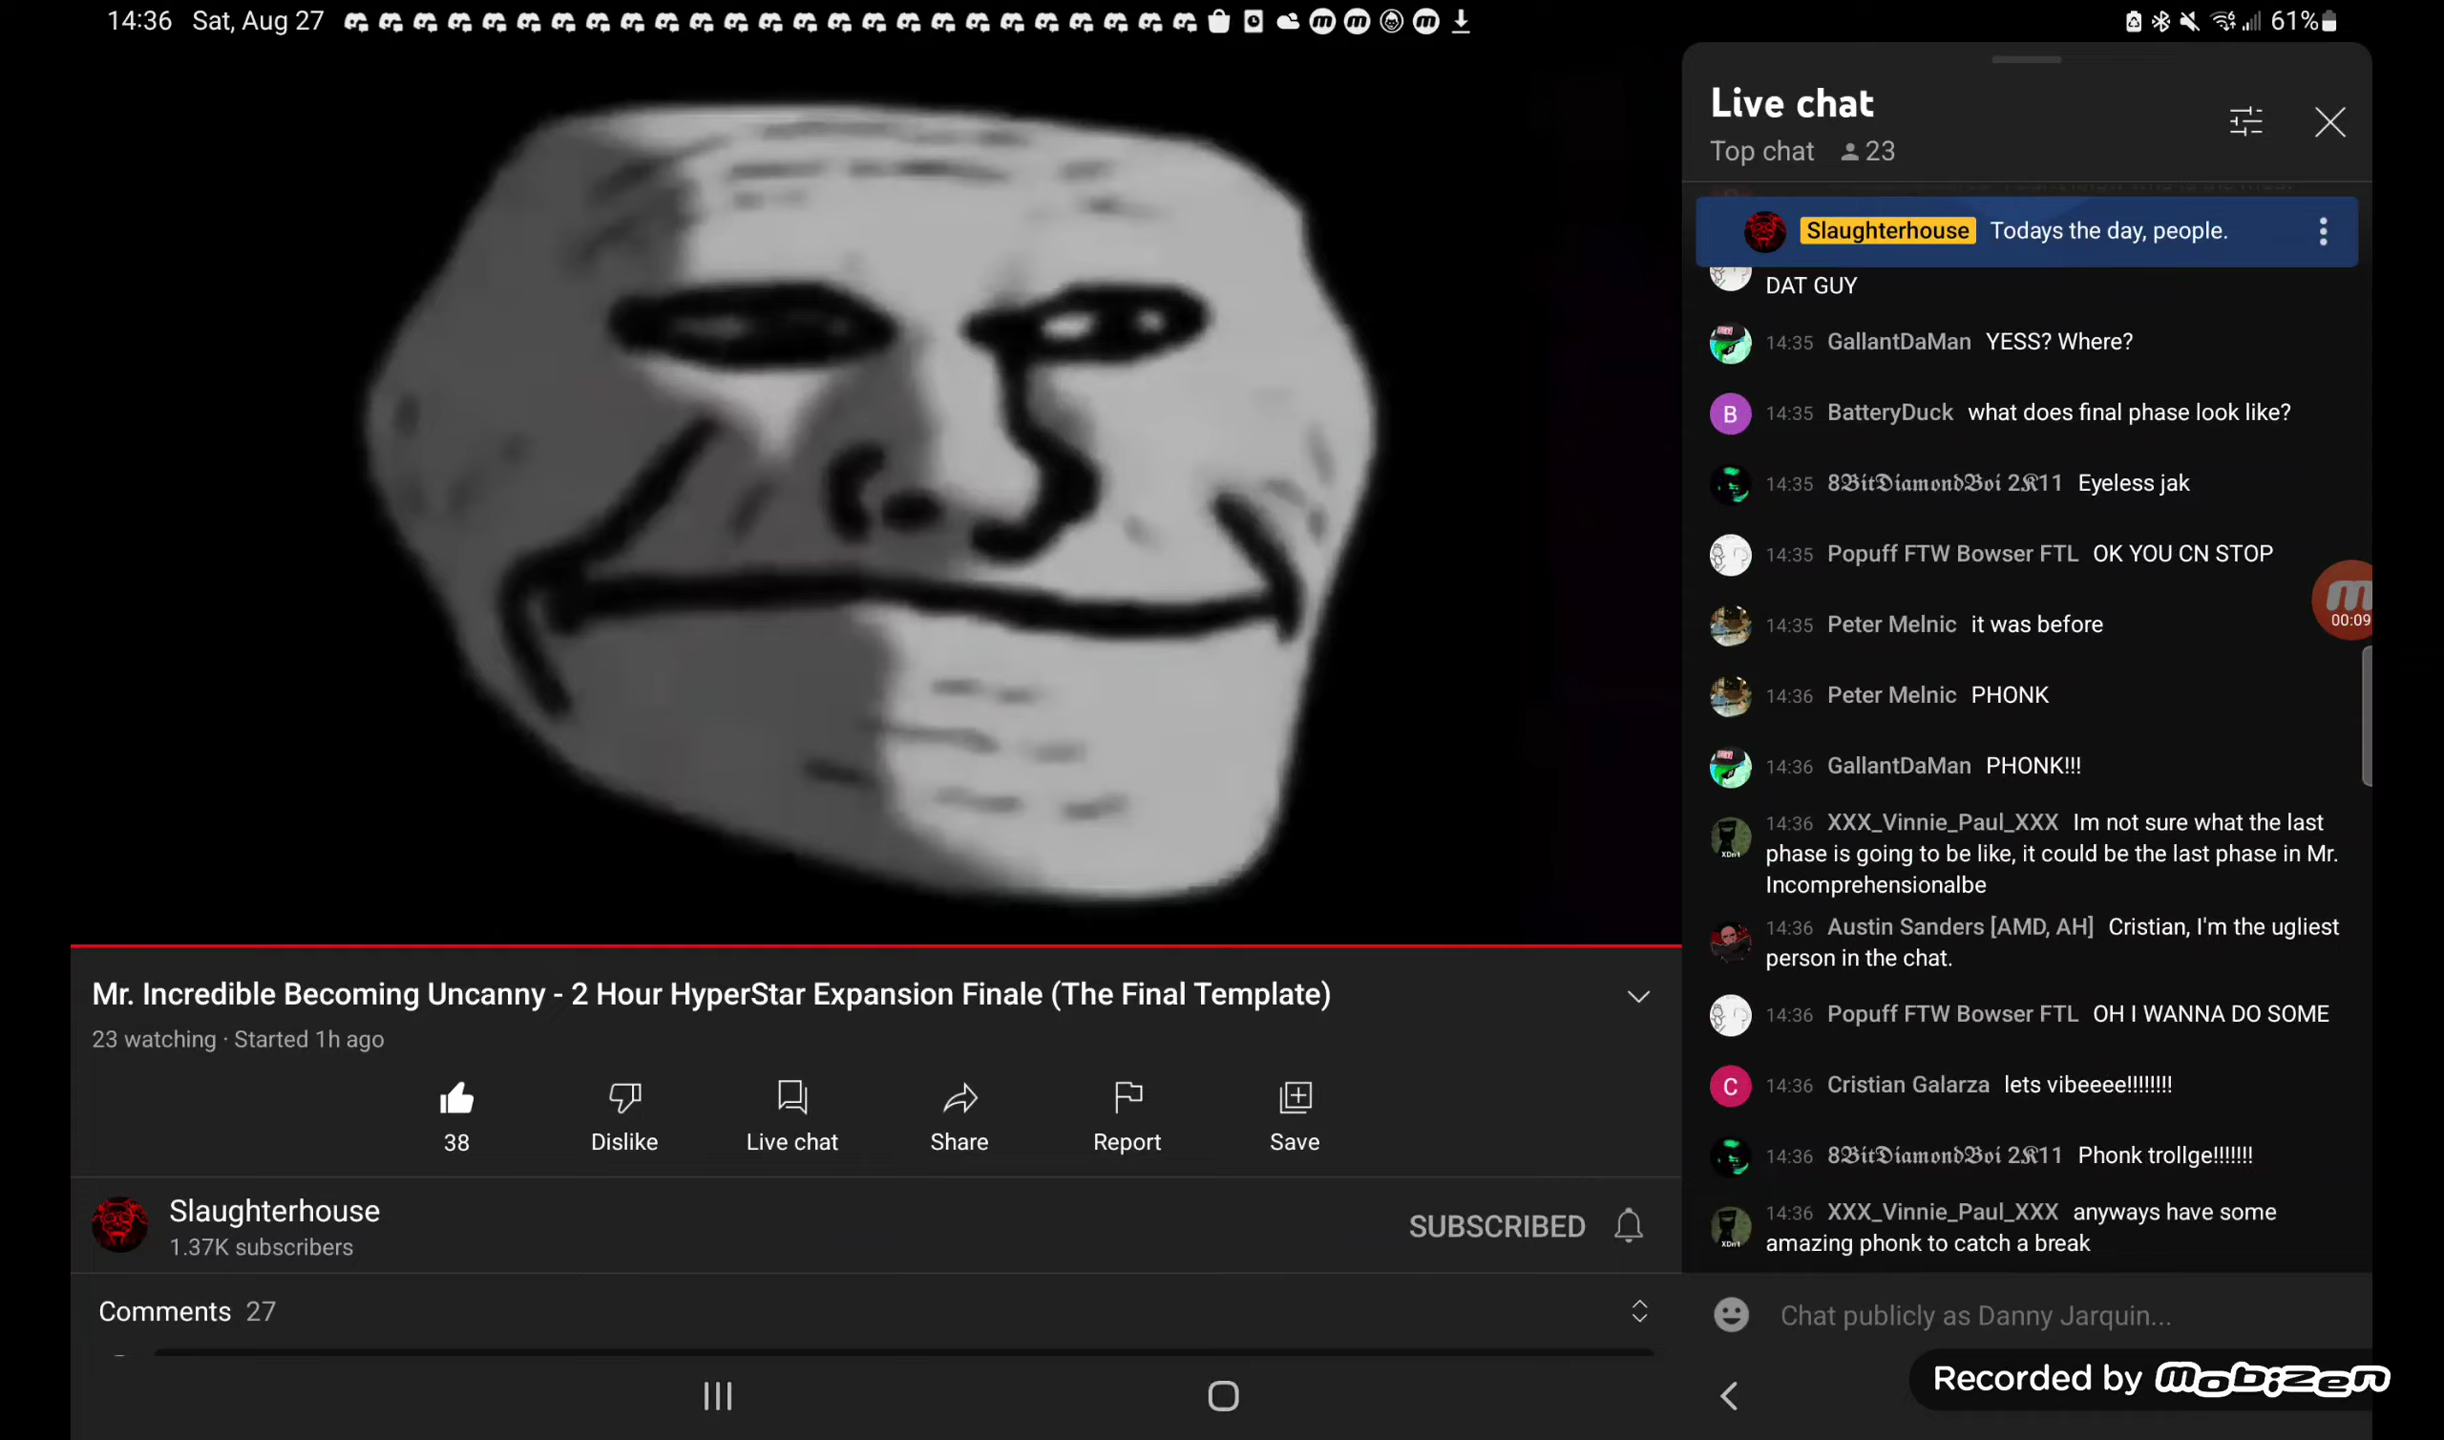 14:36 Sat, Aug 27
61%
Live chat
Top chat 23
Slaughterhouse Todays the day, people.
DAT GUY
14:35 GallantDaMan YESS? Where?
B 14:35 BatteryDuck what does final phase look like?
14:35 8𝔅𝔦𝔱𝔇𝔦𝔞𝔪𝔬𝔫𝔡𝔅𝔬𝔦 2𝔎11 Eyeless jak
14:35 Popuff FTW Bowser FTL OK YOU CN STOP
14:35 Peter Melnic it was before
00:09
14:36 Peter Melnic PHONK
14:36 GallantDaMan PHONK!!!
14:36 XXX_Vinnie_Paul_XXX Im not sure what the last
phase is going to be like, it could be the last phase in Mr.
Incomprehensionalbe
14:36 Austin Sanders [AMD, AH] Cristian, I'm the ugliest
person in the chat.
14:36 Popuff FTW Bowser FTL OH I WANNA DO SOME
C 14:36 Cristian Galarza lets vibeeee!!!!!!!!
14:36 8𝔅𝔦𝔱𝔇𝔦𝔞𝔪𝔬𝔫𝔡𝔅𝔬𝔦 2𝔎11 Phonk trollge!!!!!!!
14:36 XXX_Vinnie_Paul_XXX anyways have some
amazing phonk to catch a break
Chat publicly as Danny Jarquin...
Mr. Incredible Becoming Uncanny - 2 Hour HyperStar Expansion Finale (The Final Template)
23 watching · Started 1h ago
38 Dislike Live chat Share Report Save
Slaughterhouse
1.37K subscribers
SUBSCRIBED
Comments 27
Recorded by mobizen